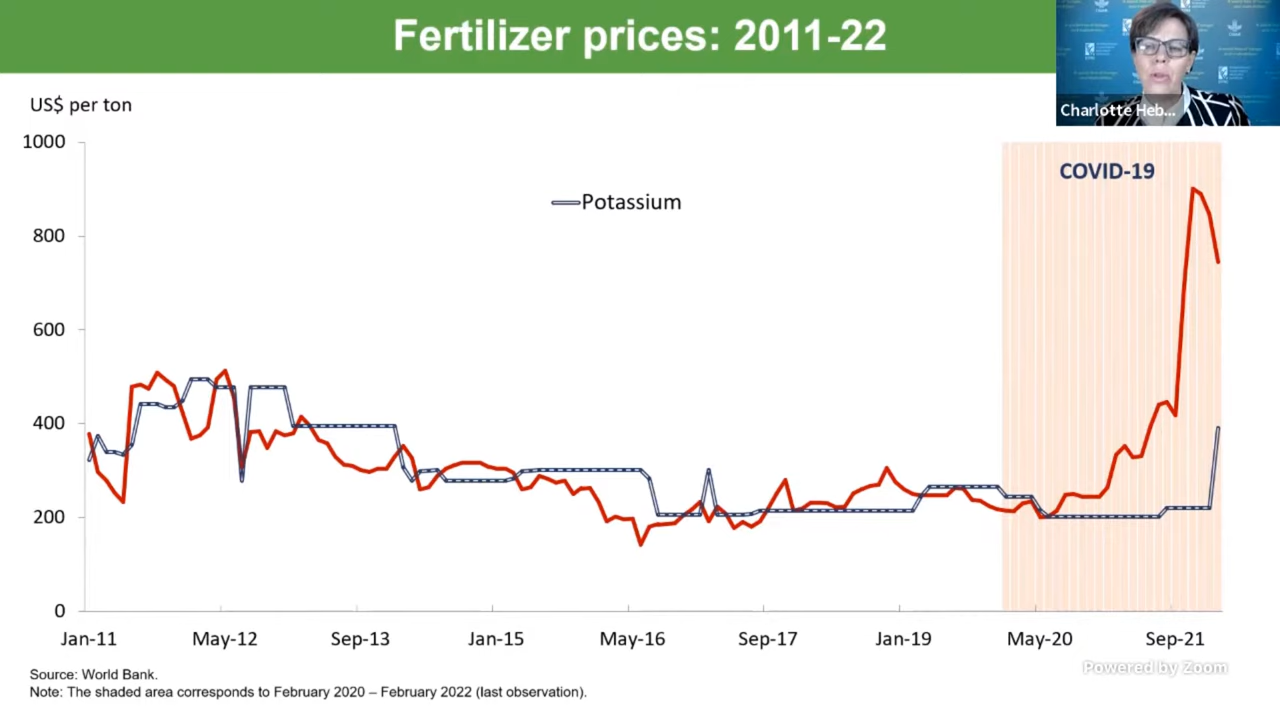 Fertilizer prices: 2011-22
Charlotte Heb...
US$ per ton
1000
800
600
400
200
0
COVID-19
Potassium
Jan-11
May-12
Sep-13
Jan-15
May-16
Sep-17
Jan-19
May-20
Sep-21
Powered by Zoom
Source: World Bank.
Note: The shaded area corresponds to February 2020 – February 2022 (last observation).